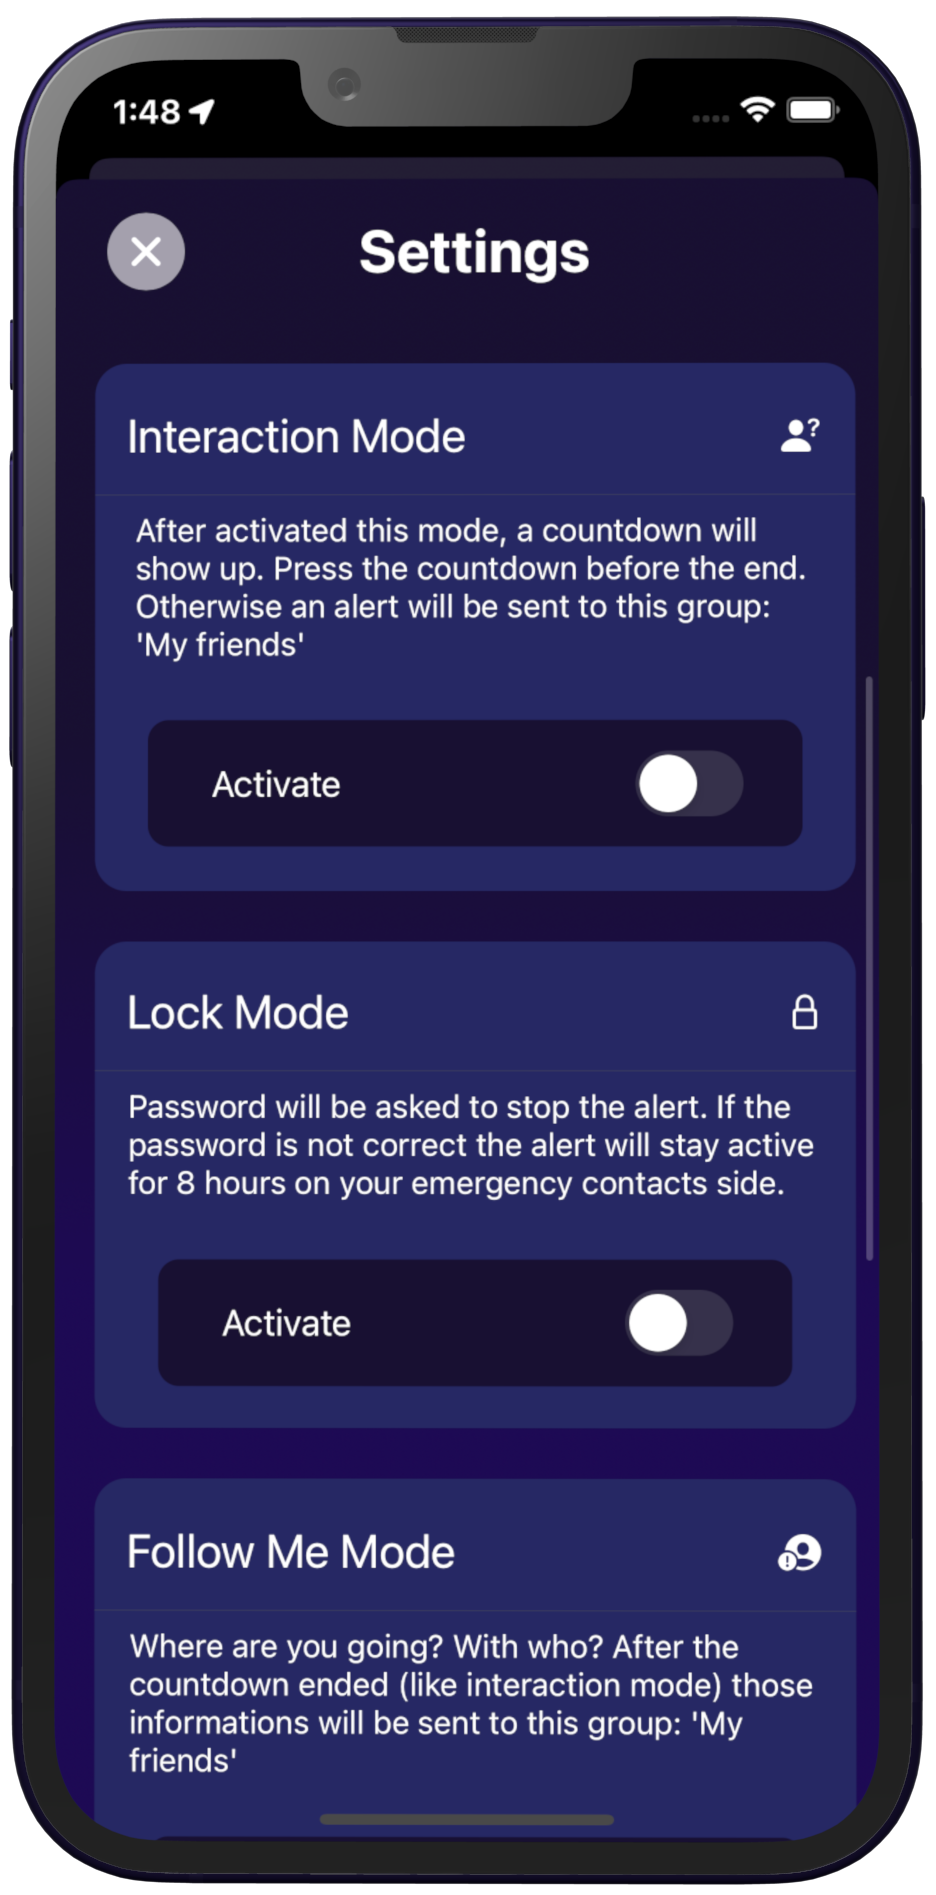 1:48
Settings
Interaction Mode
After activated this mode, a countdown will
show up. Press the countdown before the end.
Otherwise an alert will be sent to this group:
'My friends'
Activate
Lock Mode
Password will be asked to stop the alert. If the
password is not correct the alert will stay active
for 8 hours on your emergency contacts side.
Activate
Follow Me Mode
Where are you going? With who? After the
countdown ended (like interaction mode) those
informations will be sent to this group: 'My
friends'